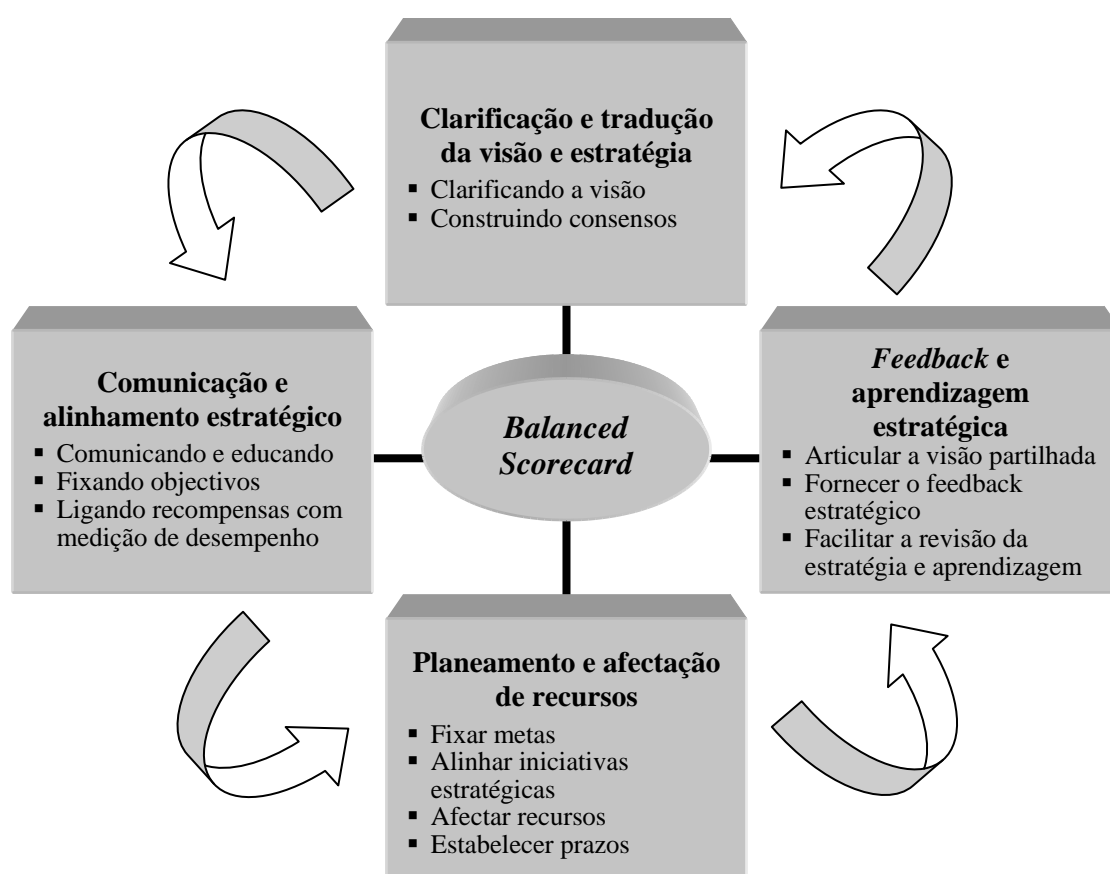 Clarificação e tradução
da visão e estratégia
▪ Clarificando a visão
▪ Construindo consensos
Comunicação e
alinhamento estratégico
▪ Comunicando e educando
▪ Fixando objectivos
▪ Ligando recompensas com
medição de desempenho
Balanced
Scorecard
Feedback e
aprendizagem
estratégica
▪ Articular a visão partilhada
▪ Fornecer o feedback
estratégico
▪ Facilitar a revisão da
estratégia e aprendizagem
Planeamento e afectação
de recursos
▪ Fixar metas
▪ Alinhar iniciativas
estratégicas
▪ Afectar recursos
▪ Estabelecer prazos